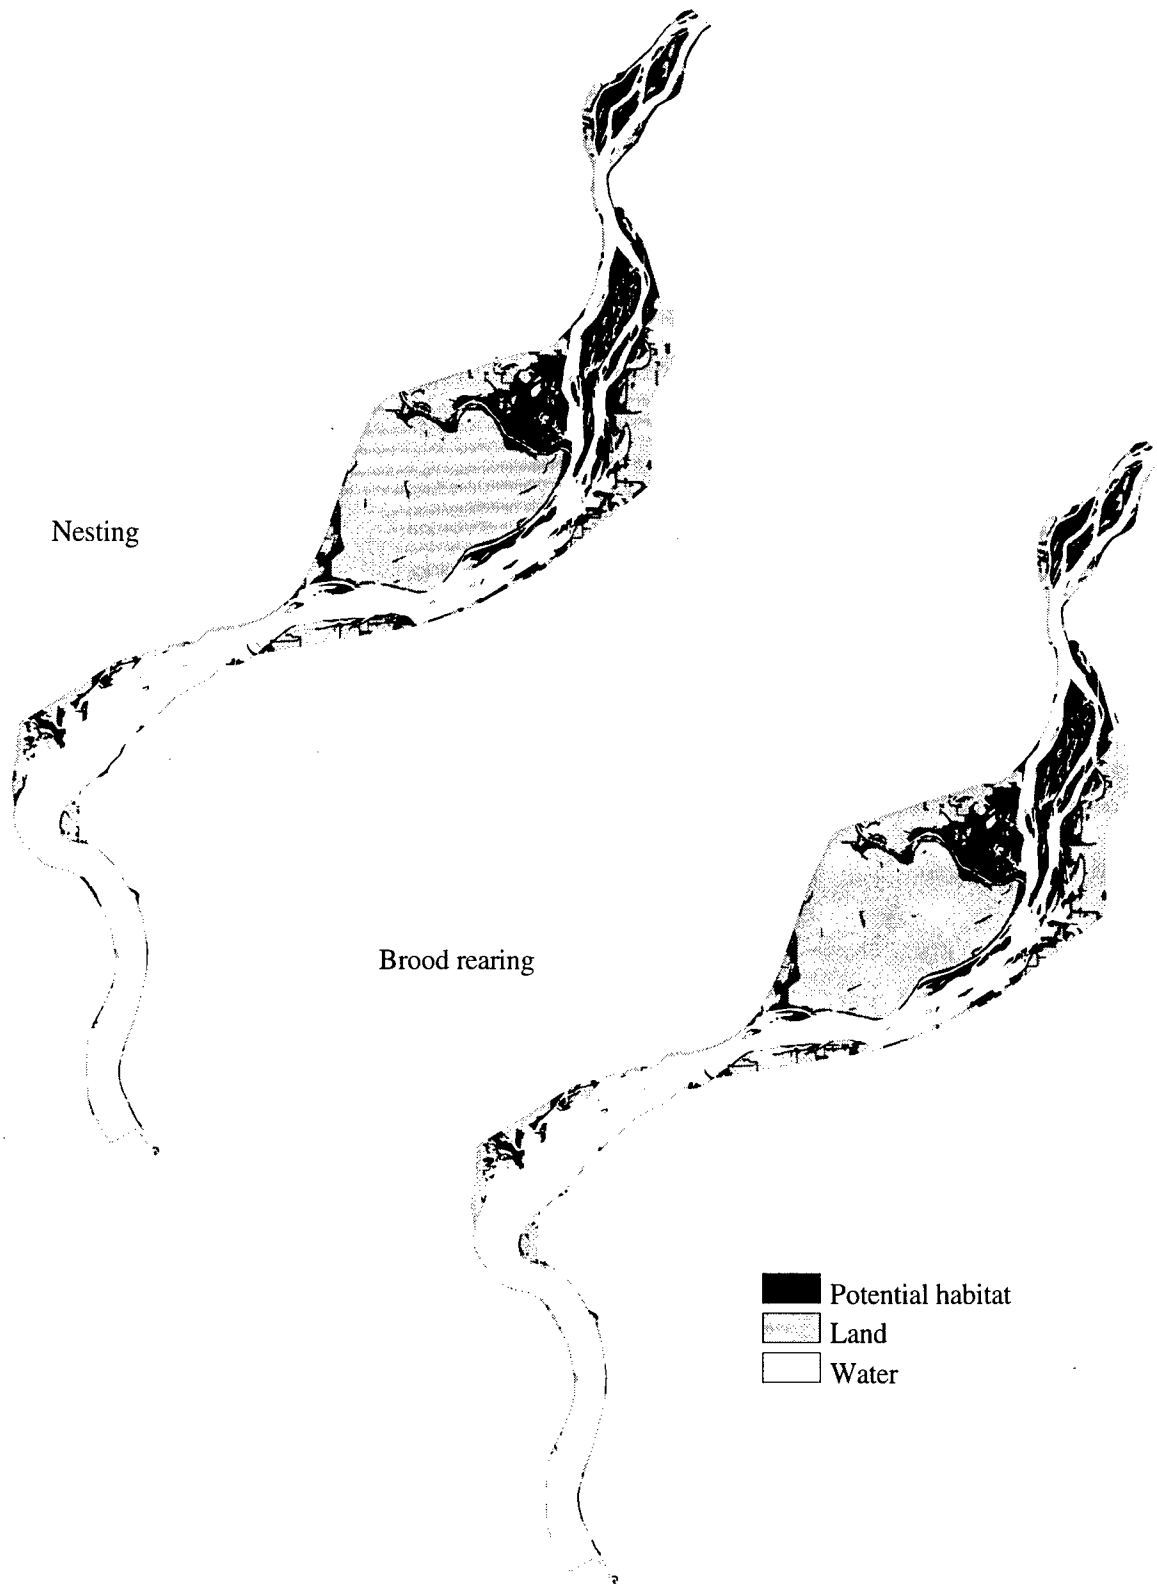 Nesting
Brood rearing
Potential habitat
Land
Water